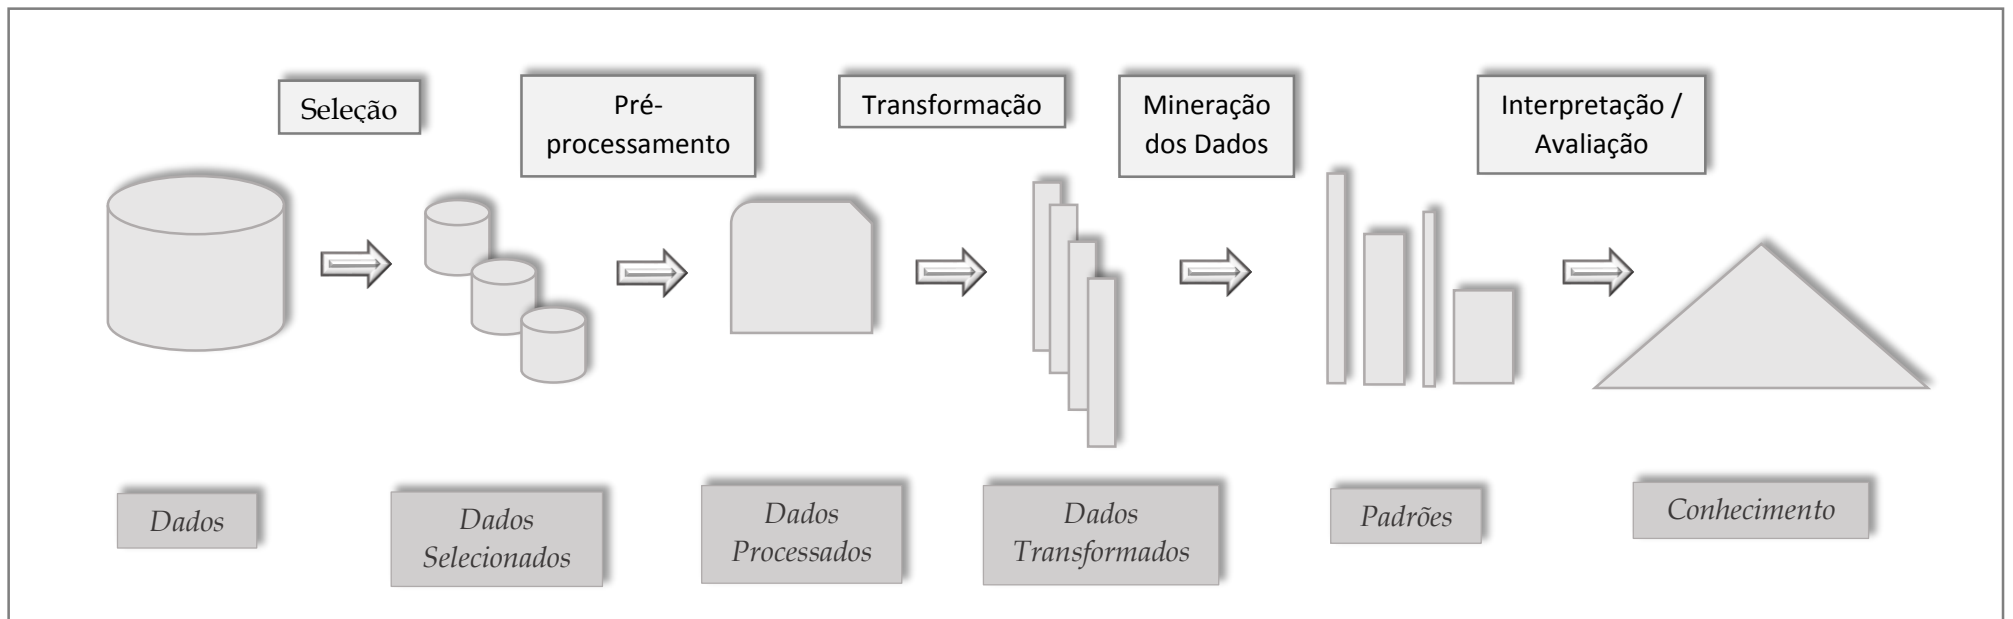 Seleção
Pré-
processamento
Transformação
Mineração
dos Dados
Interpretação /
Avaliação
Dados
Dados
Selecionados
Dados
Processados
Dados
Transformados
Padrões
Conhecimento